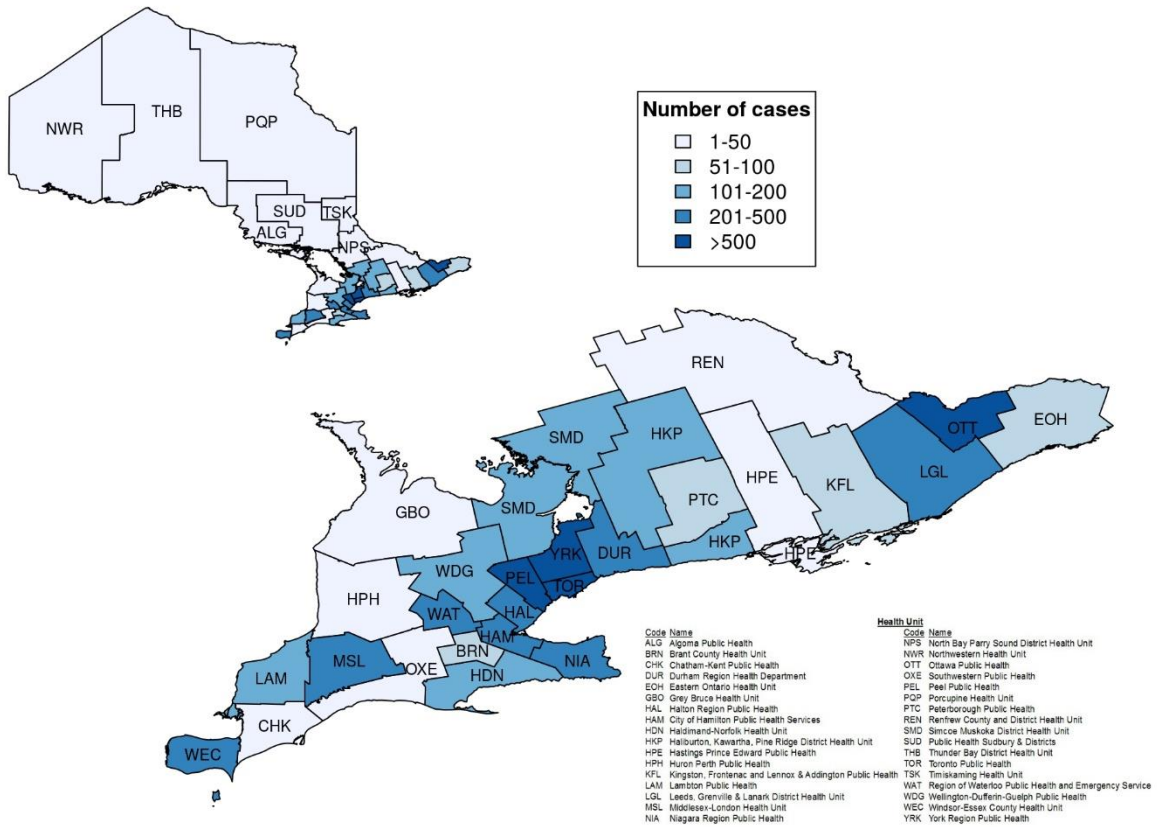 NWR
THB
PQP
SUD
TSK
ALG
NPS
Number of cases
1-50
51-100
101-200
201-500
>500
REN
SMD
HKP
OTT
EOH
HPE
KFL
LGL
PTC
GBO
SMD
HKP
HPE
YRK
DUR
WDG
PEL
TOR
HPH
WAT
HAL
HAM
MSL
OXE
BRN
NIA
LAM
HDN
CHK
WEC
Health Unit
Code Name
ALG Algoma Public Health
BRN Brant County Health Unit
CHK Chatham-Kent Public Health
DUR Durham Region Health Department
EOH Eastern Ontario Health Unit
GBO Grey Bruce Health Unit
HAL Halton Region Public Health
HAM City of Hamilton Public Health Services
HDN Haldimand-Norfolk Health Unit
HKP Haliburton, Kawartha, Pine Ridge District Health Unit
HPE Hastings Prince Edward Public Health
HPH Huron Perth Public Health
KFL Kingston, Frontenac and Lennox & Addington Public Health
LAM Lambton Public Health
LGL Leeds, Grenville & Lanark District Health Unit
MSL Middlesex-London Health Unit
NIA Niagara Region Public Health
Code Name
NPS North Bay Parry Sound District Health Unit
NWR Northwestern Health Unit
OTT Ottawa Public Health
OXE Southwestern Public Health
PEL Peel Public Health
PQP Porcupine Health Unit
PTC Peterborough Public Health
REN Renfrew County and District Health Unit
SMD Simcoe Muskoka District Health Unit
SUD Public Health Sudbury & Districts
THB Thunder Bay District Health Unit
TOR Toronto Public Health
TSK Timiskaming Health Unit
WAT Region of Waterloo Public Health and Emergency Service
WDG Wellington-Dufferin-Guelph Public Health
WEC Windsor-Essex County Health Unit
YRK York Region Public Health